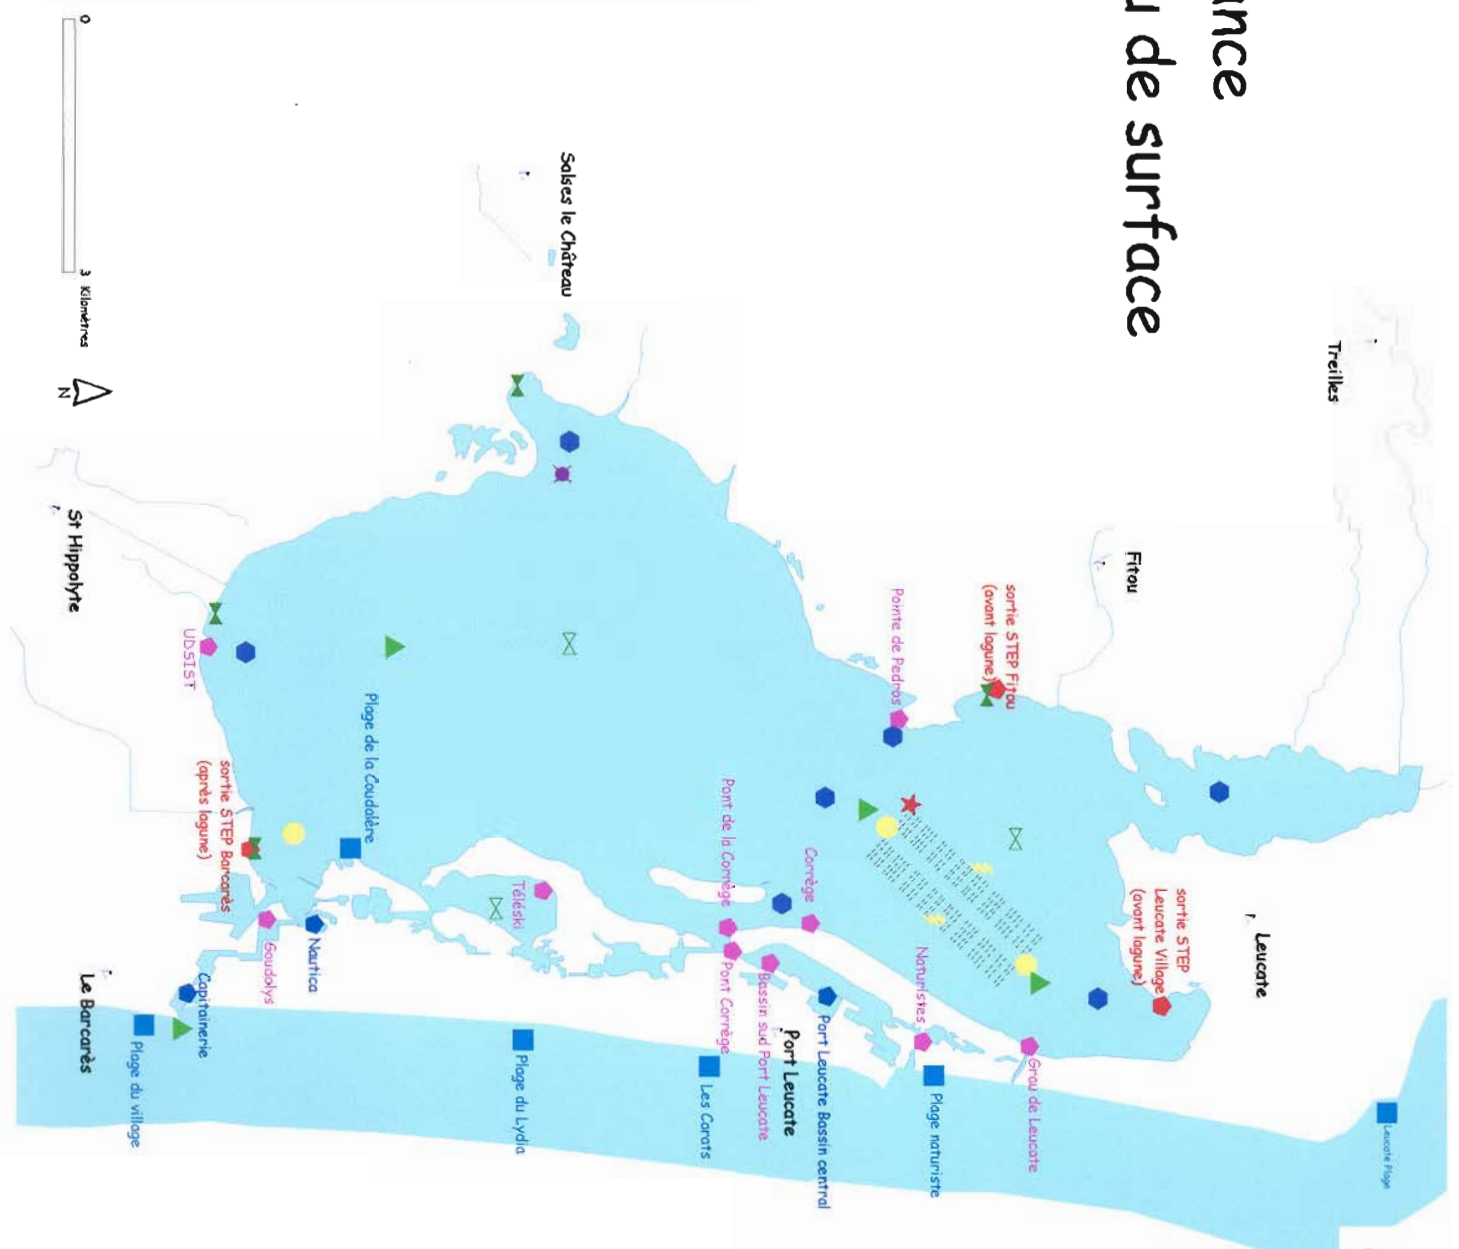 ance
u de surface
Treilles
Salses le Château
0
3 Kilomètres
N
Fitou
sortie STEP Fitou
(avant lagune)
Pointe de Pedros
St Hippolyte
UDSIST
Plage de la Coudalère
sortie STEP Barcarès
(après lagune)
Pont de la Corrège
Corrège
Téléski
sortie STEP
Leucate Village
(avant lagune)
Leucate
Naturistes
Goudalys
Nautica
Capitainerie
Le Barcarès
Pont Corrège
Bassin sud Port Leucate
Port Leucate
Port Leucate Bassin central
Grau de Leucate
Plage du village
Plage du Lydia
Les Carats
Plage naturiste
Leucate Plage